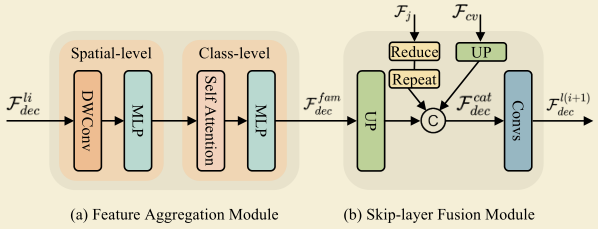 F_j F_cv
Spatial-level Class-level Reduce UP
Repeat
F_dec^li DWConv MLP Self Attention MLP F_dec^fam UP C F_dec^cat Convs F_dec^l(i+1)
(a) Feature Aggregation Module (b) Skip-layer Fusion Module